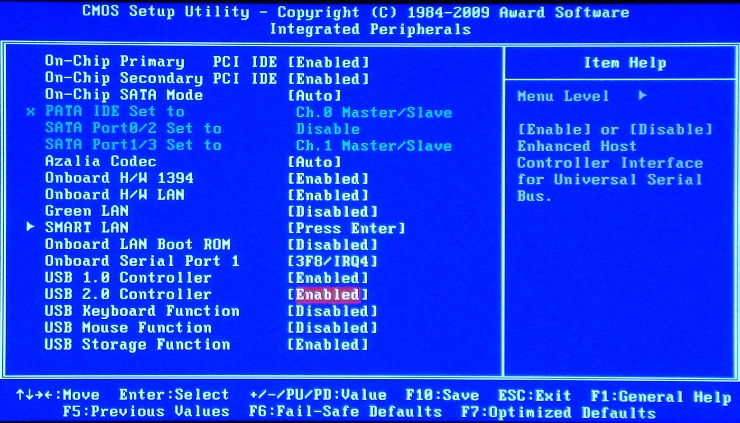 CMOS Setup Utility - Copyright (C) 1984-2009 Award Software
Integrated Peripherals
On-Chip Primary PCI IDE [Enabled]
On-Chip Secondary PCI IDE [Enabled]
On-Chip SATA Mode [Auto]
x PATA IDE Set to Ch.0 Master/Slave
SATA Port0/2 Set to Disable
SATA Port1/3 Set to Ch.1 Master/Slave
Azalia Codec [Auto]
Onboard H/W 1394 [Enabled]
Onboard H/W LAN [Enabled]
Green LAN [Disabled]
▶ SMART LAN [Press Enter]
Onboard LAN Boot ROM [Disabled]
Onboard Serial Port 1 [3F8/IRQ4]
USB 1.0 Controller [Enabled]
USB 2.0 Controller [Enabled]
USB Keyboard Function [Disabled]
USB Mouse Function [Disabled]
USB Storage Function [Enabled]
Item Help
Menu Level ▶
[Enable] or [Disable]
Enhanced Host
Controller Interface
for Universal Serial
Bus.
↑↓→←:Move Enter:Select +/-/PU/PD:Value F10:Save ESC:Exit F1:General Help
F5:Previous Values F6:Fail-Safe Defaults F7:Optimized Defaults